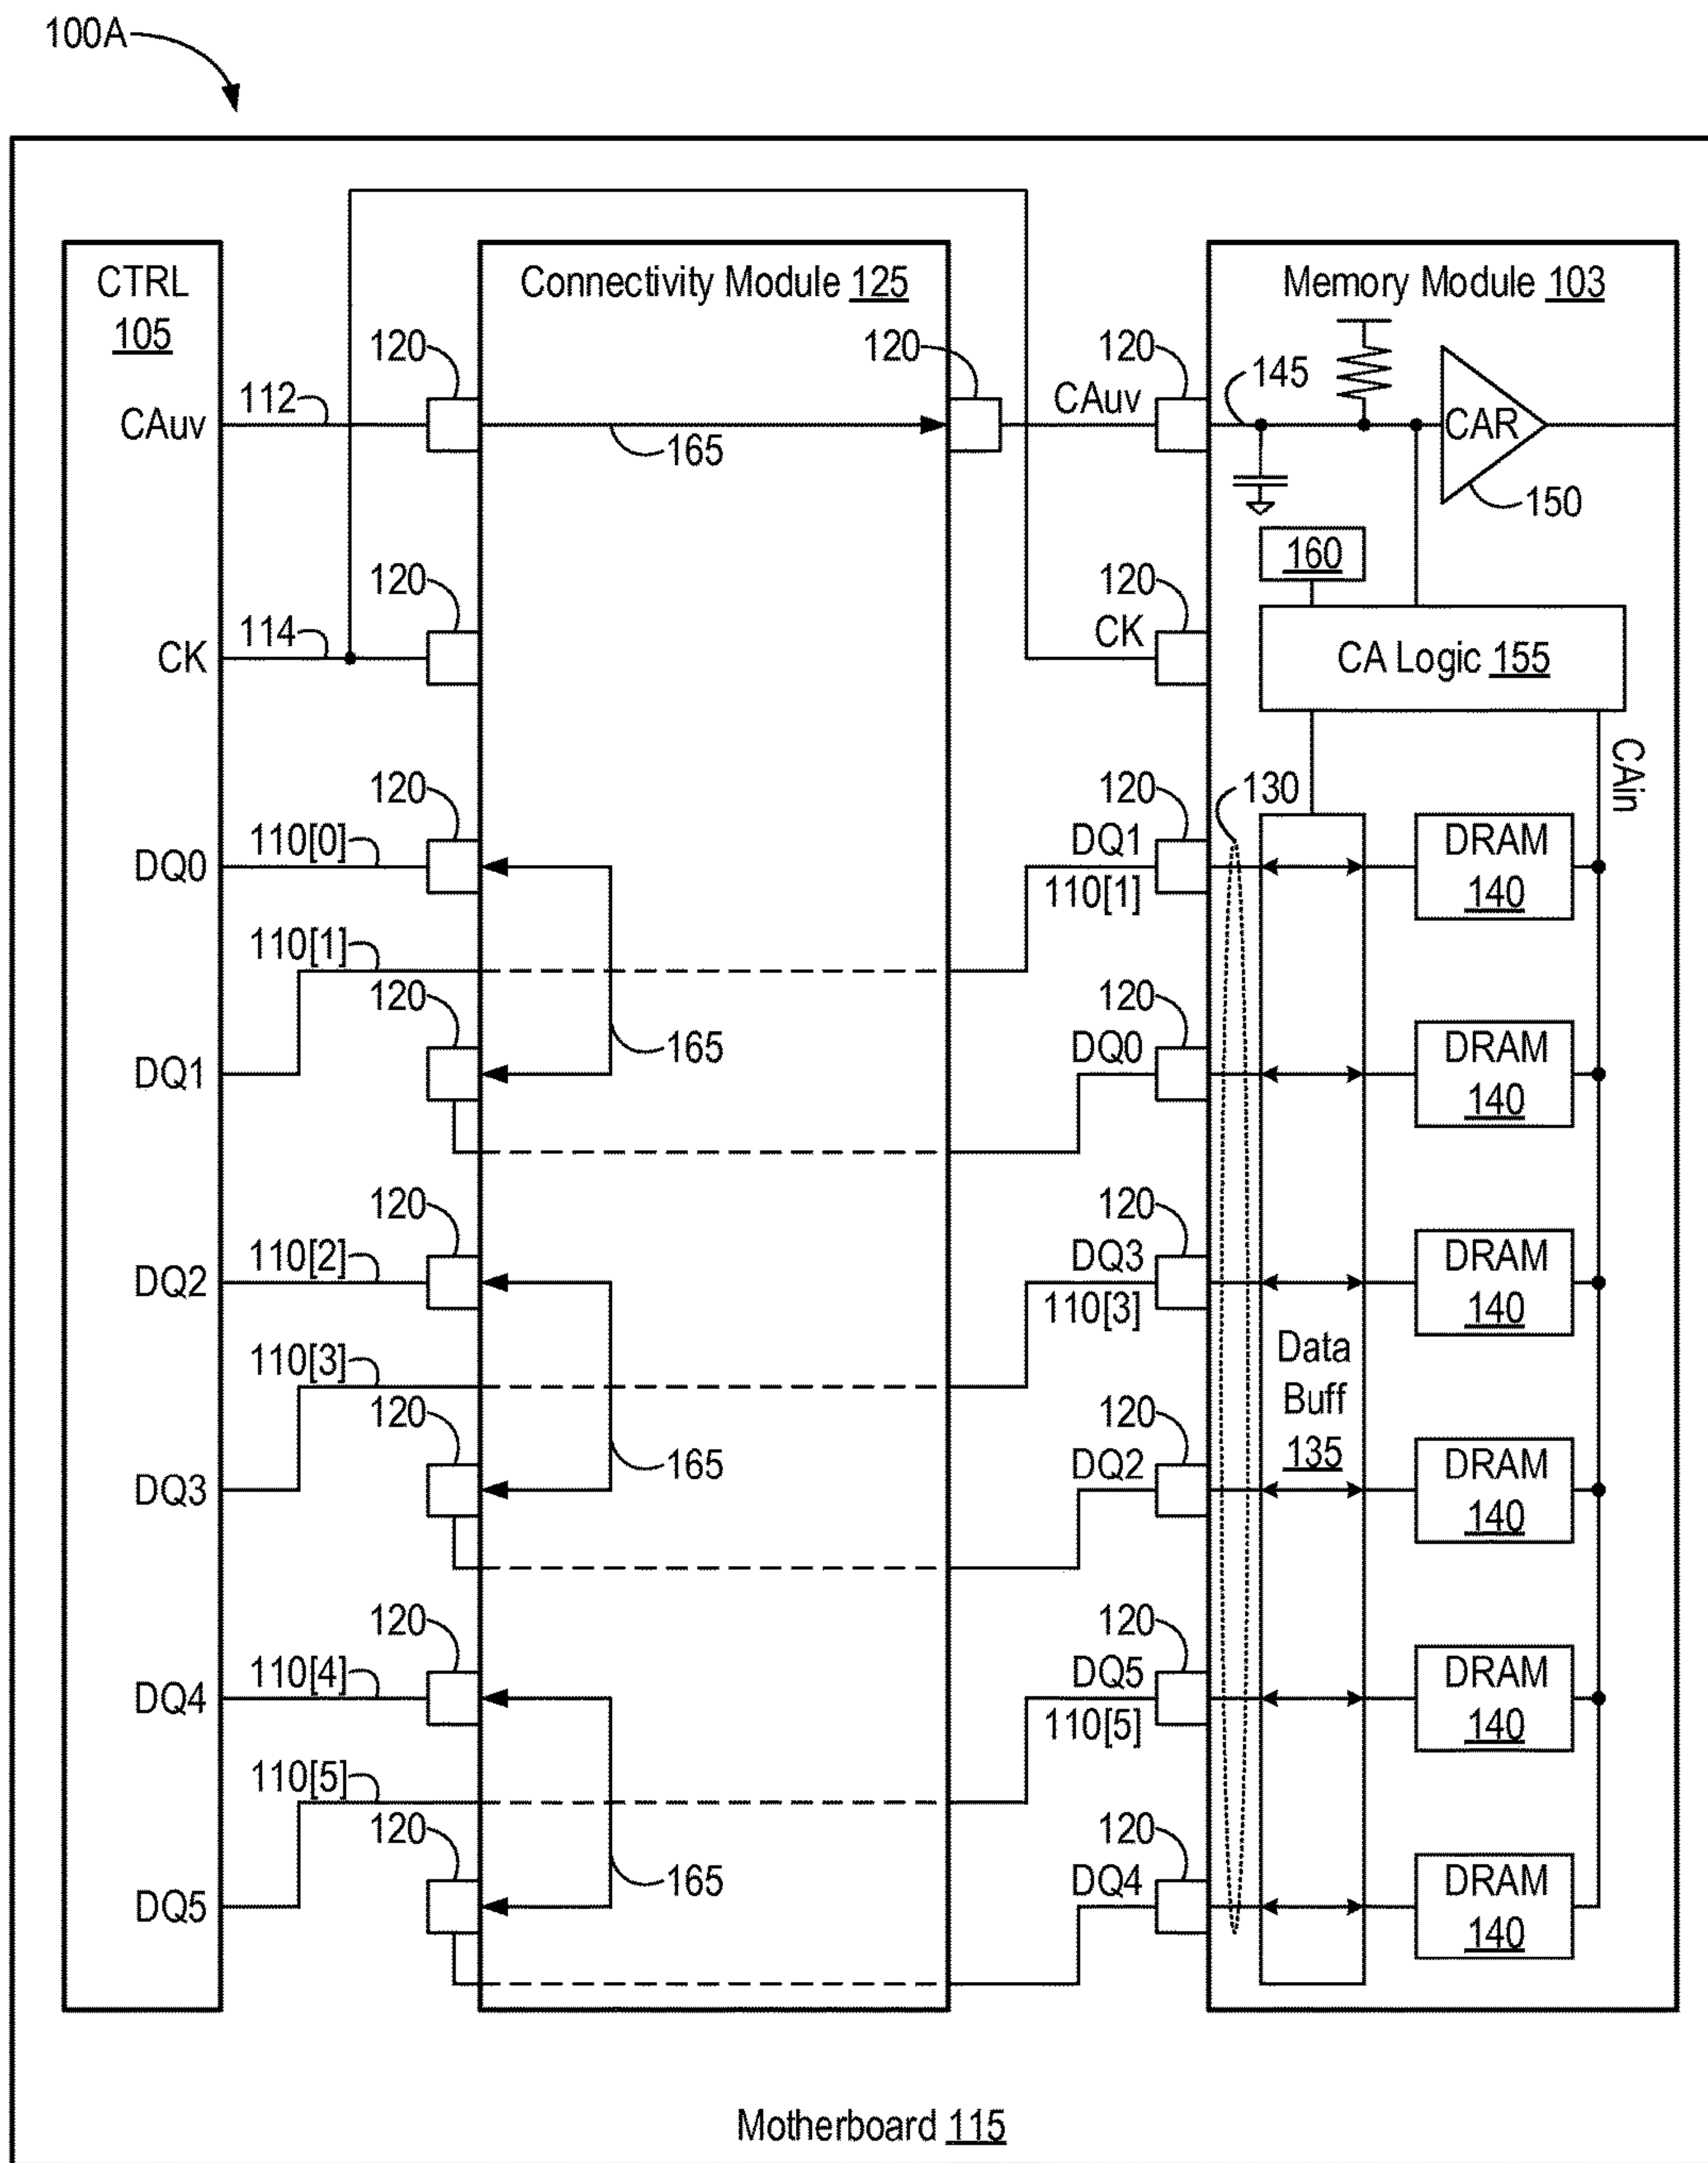 100A
CTRL
105
Connectivity Module 125
Memory Module 103
120
120
120
145
CAuv
112
165
CAuv
CAR
150
160
120
120
CK
114
CK
CA Logic 155
CAin
120
120
130
DQ0
110[0]
DQ1
110[1]
DRAM
140
110[1]
120
120
DQ1
165
DQ0
DRAM
140
120
120
DQ2
110[2]
DQ3
110[3]
DRAM
140
110[3]
Data
Buff
135
120
120
DQ3
165
DQ2
DRAM
140
120
120
DQ4
110[4]
DQ5
110[5]
DRAM
140
110[5]
120
120
DQ5
165
DQ4
DRAM
140
Motherboard 115